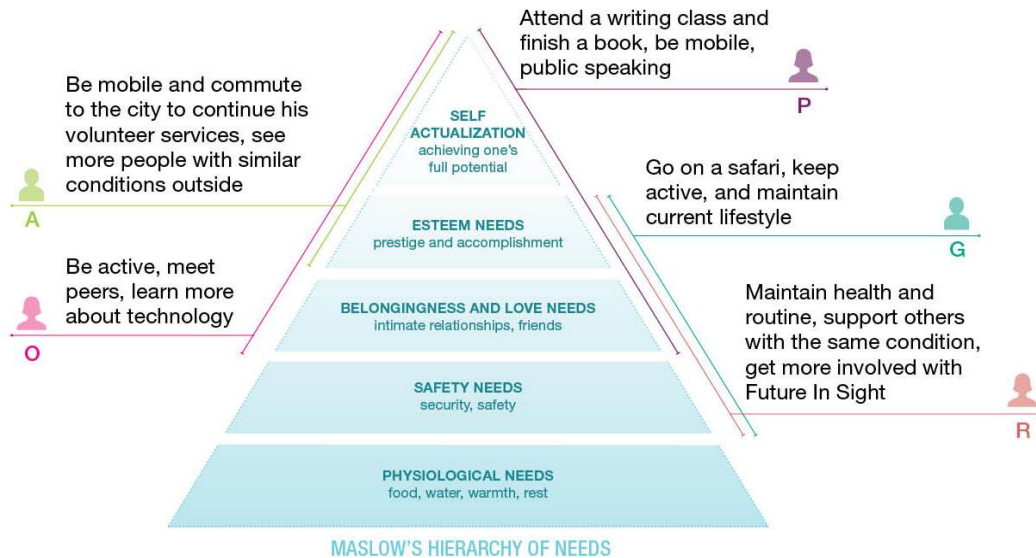 Attend a writing class and
finish a book, be mobile,
public speaking
P
Be mobile and commute
to the city to continue his
volunteer services, see
more people with similar
conditions outside
A
SELF
ACTUALIZATION
achieving one's
full potential
Go on a safari, keep
active, and maintain
current lifestyle
G
ESTEEM NEEDS
prestige and accomplishment
Be active, meet
peers, learn more
about technology
O
BELONGINGNESS AND LOVE NEEDS
intimate relationships, friends
Maintain health and
routine, support others
with the same condition,
get more involved with
Future In Sight
R
SAFETY NEEDS
security, safety
PHYSIOLOGICAL NEEDS
food, water, warmth, rest
MASLOW'S HIERARCHY OF NEEDS